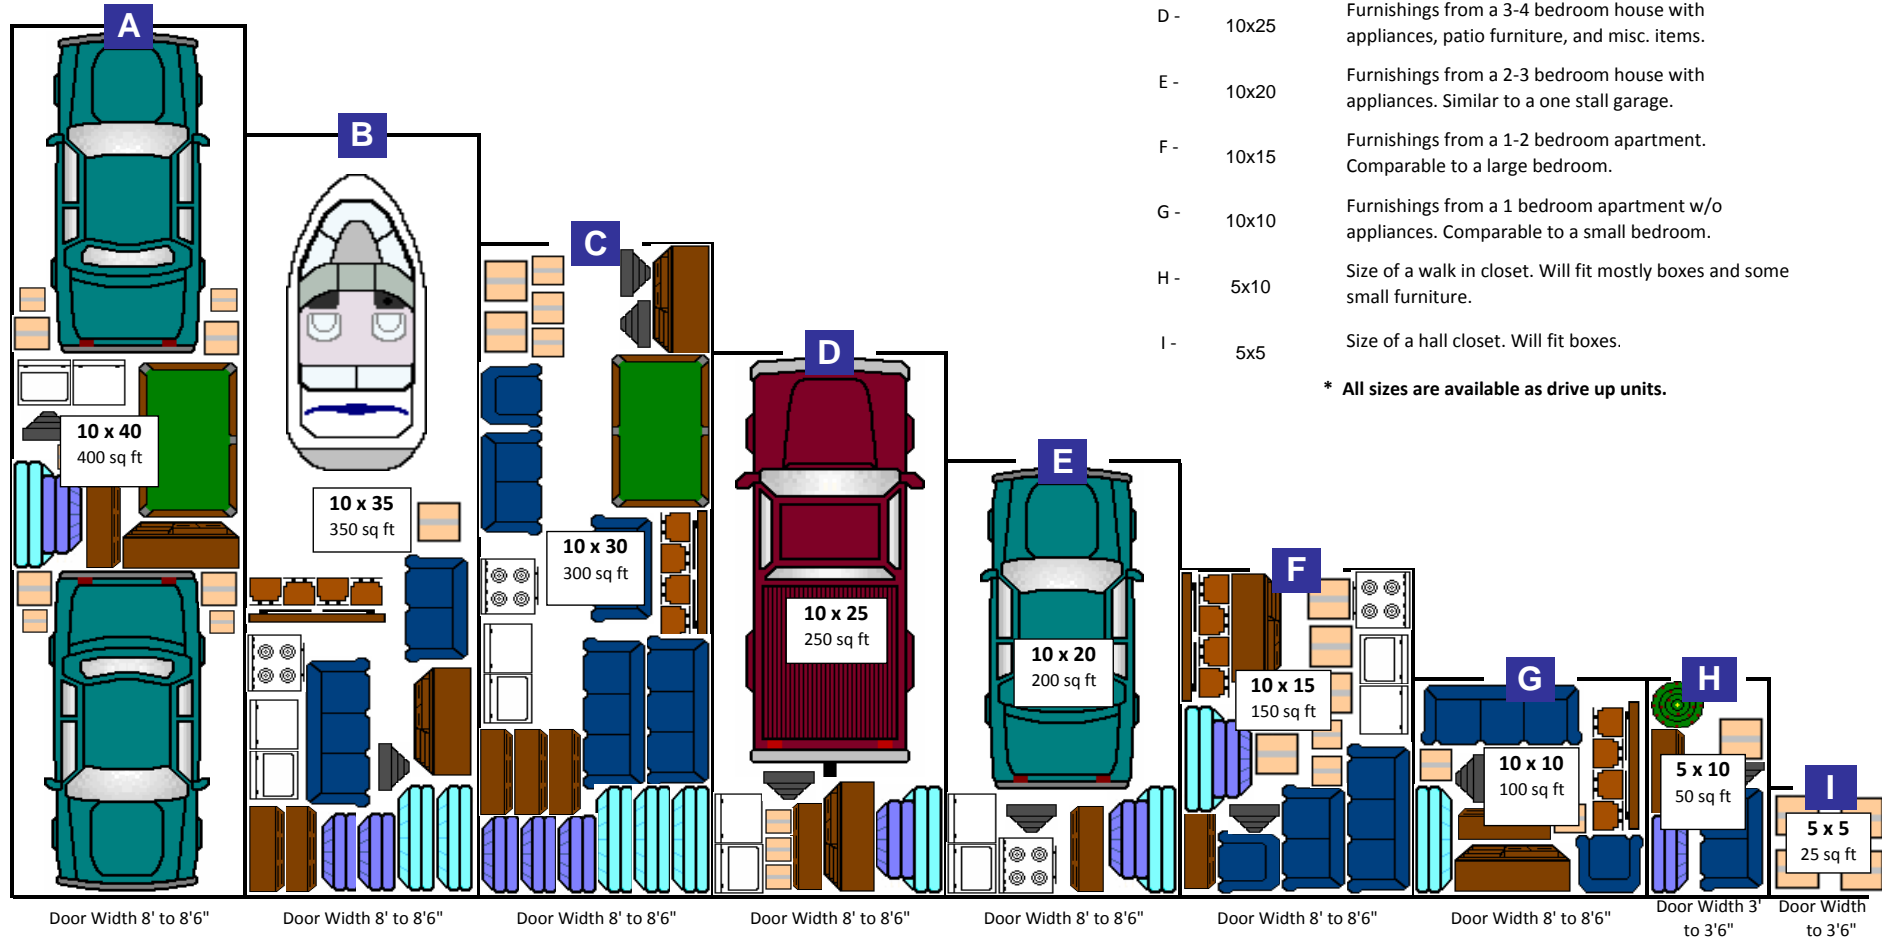 A
B
C
D
E
F
G
H
I
D - 10x25 Furnishings from a 3-4 bedroom house with
appliances, patio furniture, and misc. items.
E - 10x20 Furnishings from a 2-3 bedroom house with
appliances. Similar to a one stall garage.
F - 10x15 Furnishings from a 1-2 bedroom apartment.
Comparable to a large bedroom.
G - 10x10 Furnishings from a 1 bedroom apartment w/o
appliances. Comparable to a small bedroom.
H - 5x10 Size of a walk in closet. Will fit mostly boxes and some
small furniture.
I - 5x5 Size of a hall closet. Will fit boxes.
* All sizes are available as drive up units.
10 x 40
400 sq ft
10 x 35
350 sq ft
10 x 30
300 sq ft
10 x 25
250 sq ft
10 x 20
200 sq ft
10 x 15
150 sq ft
10 x 10
100 sq ft
5 x 10
50 sq ft
5 x 5
25 sq ft
Door Width 8' to 8'6"
Door Width 8' to 8'6"
Door Width 8' to 8'6"
Door Width 8' to 8'6"
Door Width 8' to 8'6"
Door Width 8' to 8'6"
Door Width 8' to 8'6"
Door Width 3'
to 3'6"
Door Width
to 3'6"